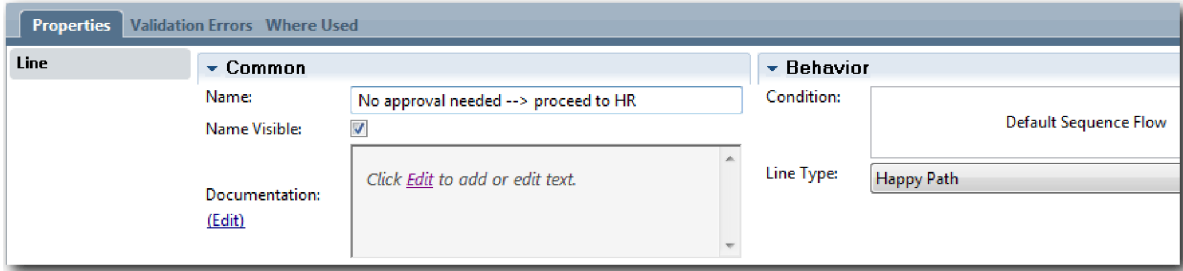 Properties Validation Errors Where Used
Line
Common
Name: No approval needed --> proceed to HR
Name Visible:
Documentation:
(Edit)
Click Edit to add or edit text.
Behavior
Condition: Default Sequence Flow
Line Type: Happy Path